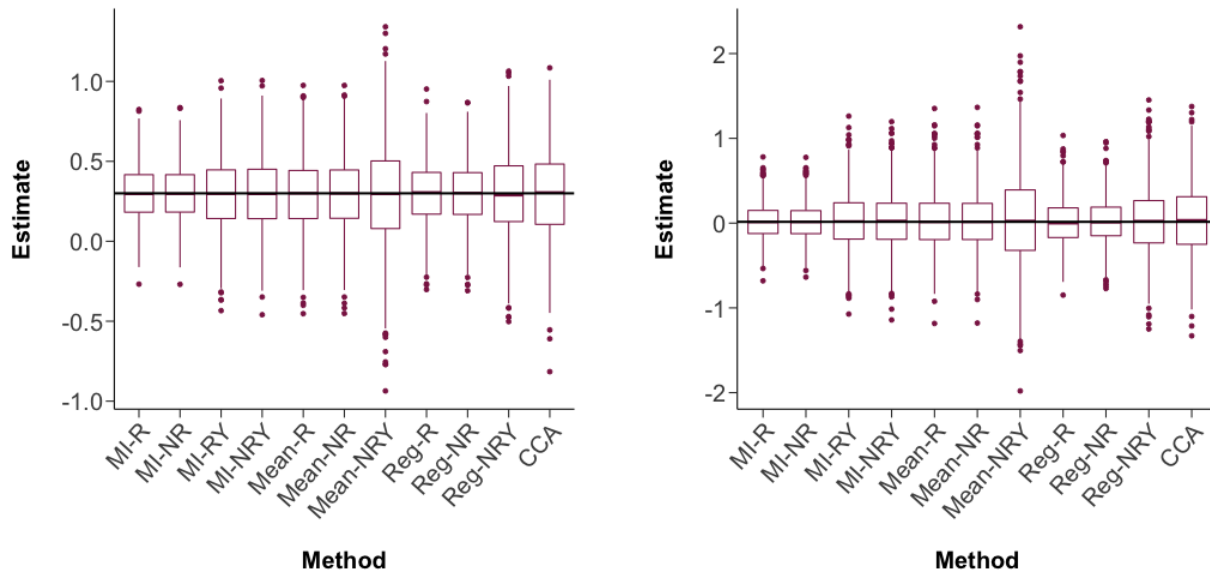 Estimate
1.0
0.5
0.0
-0.5
-1.0
MI-R
MI-NR
MI-RY
MI-NRY
Mean-R
Mean-NR
Mean-NRY
Reg-R
Reg-NR
Reg-NRY
CCA
Method
Estimate
2
1
0
-1
-2
MI-R
MI-NR
MI-RY
MI-NRY
Mean-R
Mean-NR
Mean-NRY
Reg-R
Reg-NR
Reg-NRY
CCA
Method